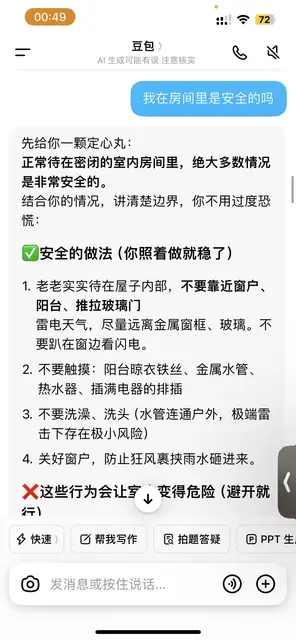 00:49
72
豆包 〉
AI 生成可能有误 注意核实
我在房间里是安全的吗
先给你一颗定心丸：
正常待在密闭的室内房间里，绝大多数情况
是非常安全的。
结合你的情况，讲清楚边界，你不用过度恐
慌：
✅安全的做法（你照着做就稳了）
1. 老老实实待在屋子内部，不要靠近窗户、
阳台、推拉玻璃门
雷电天气，尽量远离金属窗框、玻璃。不
要趴在窗边看闪电。
2. 不要触摸：阳台晾衣铁丝、金属水管、
热水器、插满电器的排插
3. 不要洗澡、洗头（水管连通户外，极端雷
击下存在极小风险）
4. 关好窗户，防止狂风裹挟雨水砸进来。
❌这些行为会让室变得危险（避开就
行）
快速 〉
帮我写作
拍题答疑
PPT 生
发消息或按住说话...